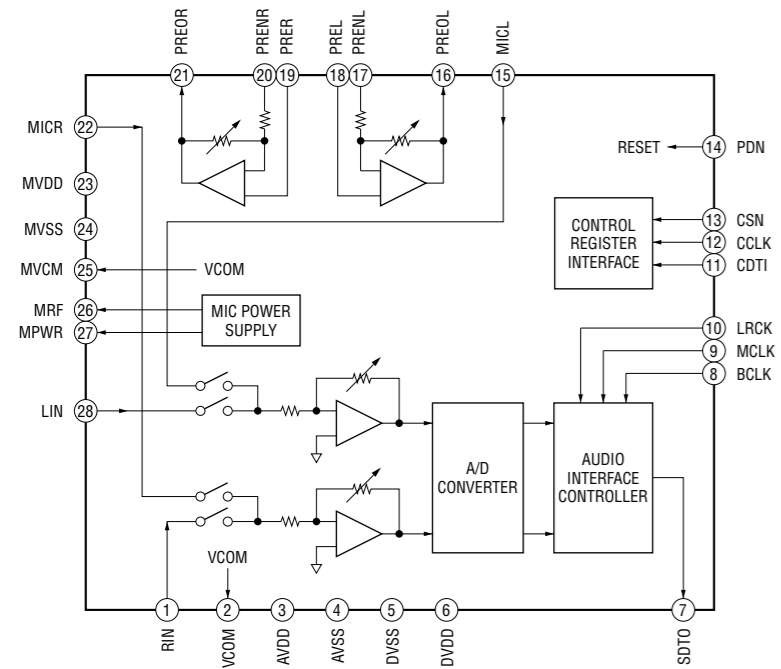 PREOR
PRENR
PRER
PREL
PRENL
PREOL
MICL
21
20
19
18
17
16
15
MICR
22
RESET
14
PDN
MVDD
23
MVSS
24
CONTROL
REGISTER
INTERFACE
13
CSN
12
CCLK
11
CDTI
MVCM
25
VCOM
MRF
26
MPWR
27
MIC POWER
SUPPLY
10
LRCK
9
MCLK
8
BCLK
LIN
28
A/D
CONVERTER
AUDIO
INTERFACE
CONTROLLER
VCOM
1
2
3
4
5
6
7
RIN
VCOM
AVDD
AVSS
DVSS
DVDD
SDTO